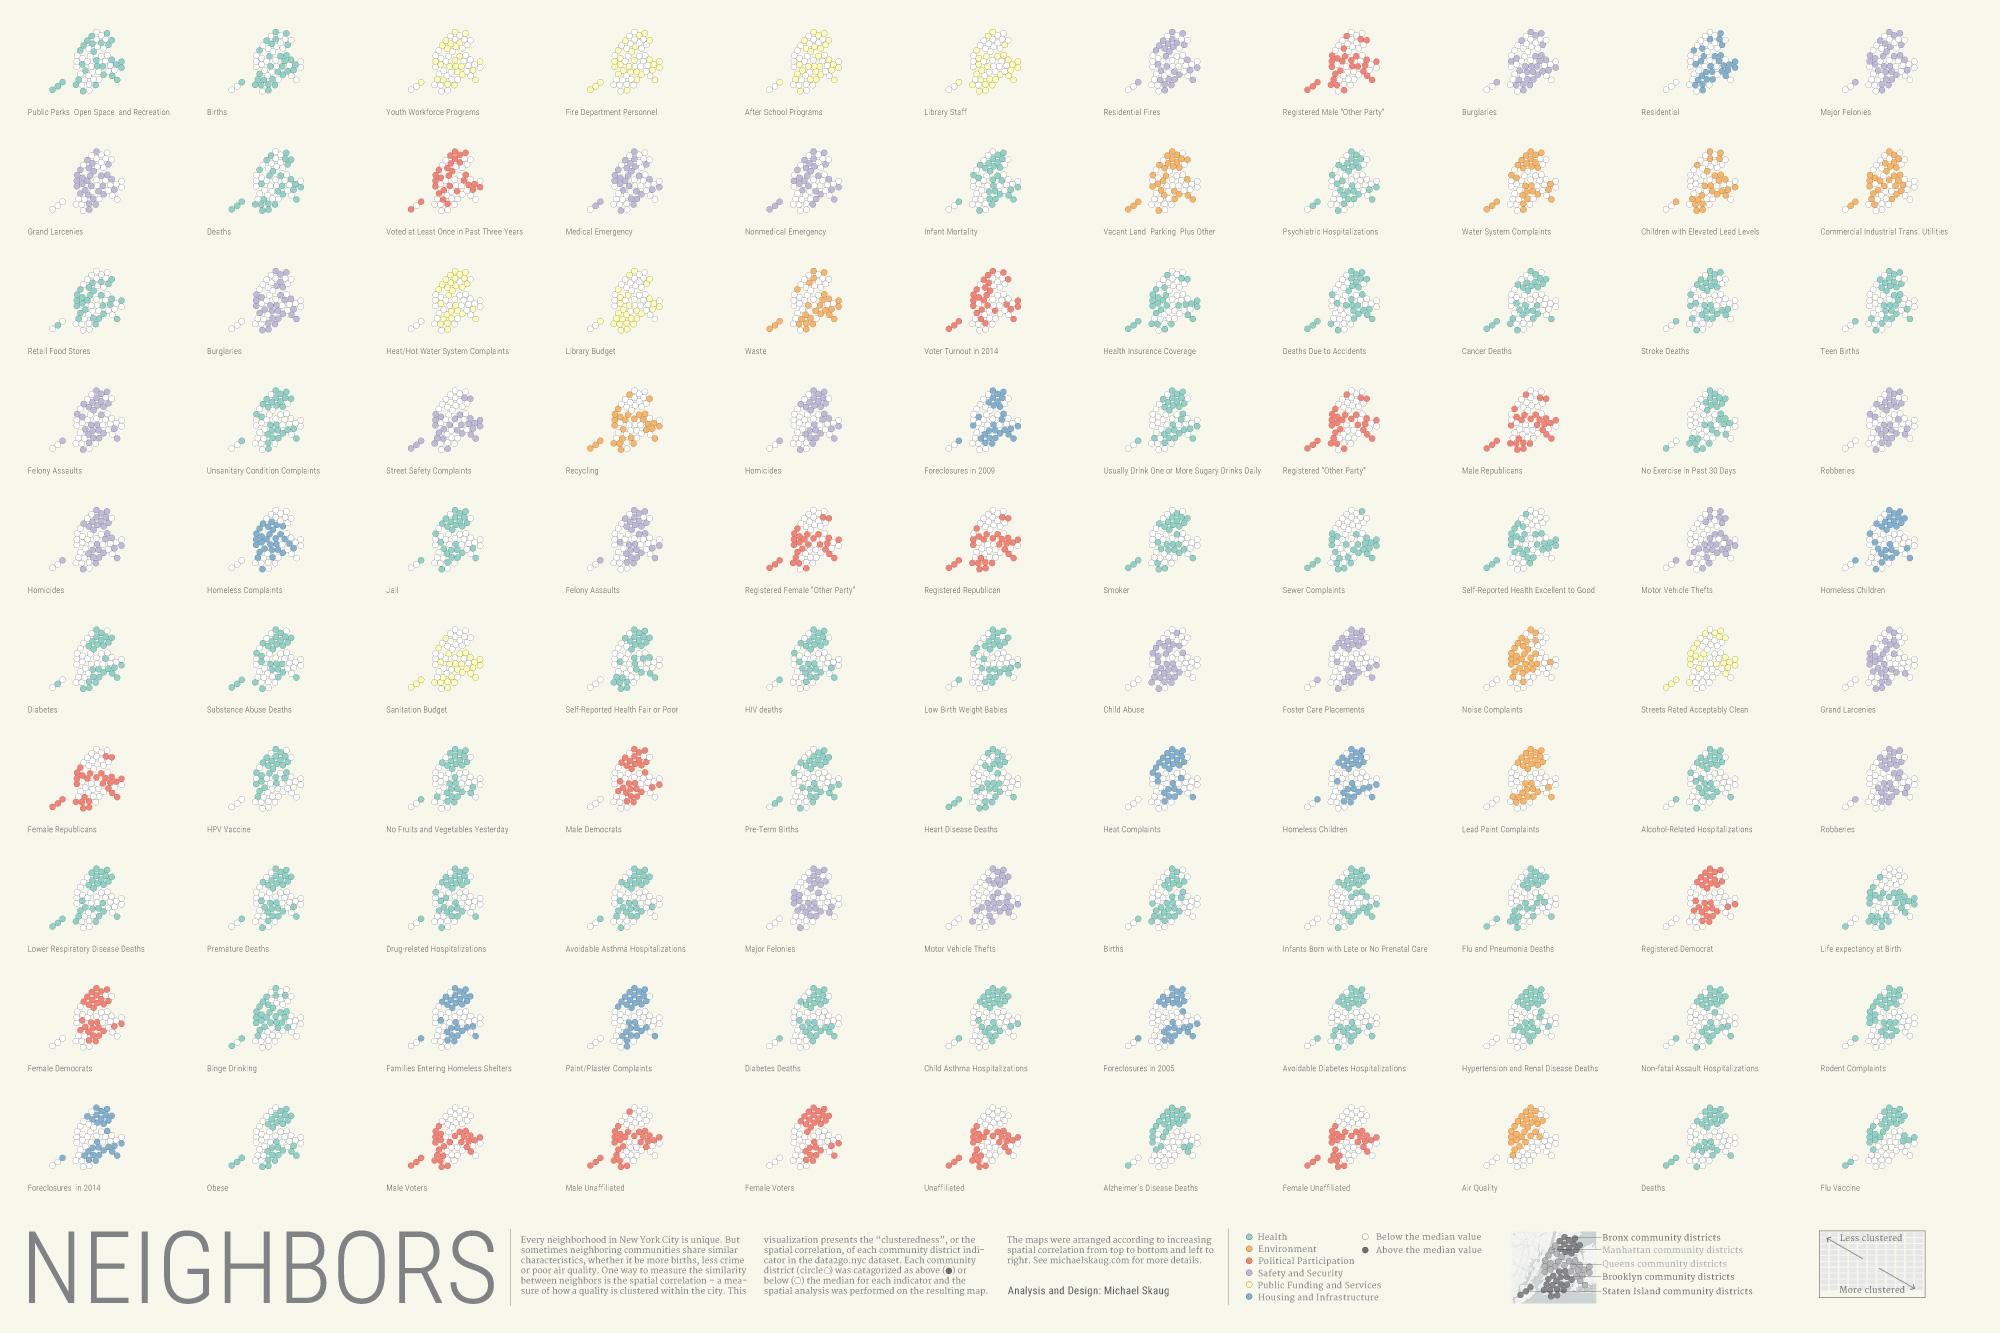 Public Parks Open Space and Recreation
Births
Youth Workforce Programs
Fire Department Personnel
After School Programs
Library Staff
Residential Fires
Registered Male "Other Party"
Burglaries
Residential
Major Felonies
Grand Larcenies
Deaths
Voted at Least Once in Past Three Years
Medical Emergency
Nonmedical Emergency
Infant Mortality
Vacant Land Parking Plus Other
Psychiatric Hospitalizations
Water System Complaints
Children with Elevated Lead Levels
Commercial Industrial Trans. Utilities
Retail Food Stores
Burglaries
Heat/Hot Water System Complaints
Library Budget
Waste
Voter Turnout in 2014
Health Insurance Coverage
Deaths Due to Accidents
Cancer Deaths
Stroke Deaths
Teen Births
Felony Assaults
Unsanitary Condition Complaints
Street Safety Complaints
Recycling
Homicides
Foreclosures in 2009
Usually Drink One or More Sugary Drinks Daily
Registered "Other Party"
Male Republicans
No Exercise in Past 30 Days
Robberies
Homicides
Homeless Complaints
Jail
Felony Assaults
Registered Female "Other Party"
Registered Republican
Smoker
Sewer Complaints
Self-Reported Health Excellent to Good
Motor Vehicle Thefts
Homeless Children
Diabetes
Substance Abuse Deaths
Sanitation Budget
Self-Reported Health Fair or Poor
HIV deaths
Low Birth Weight Babies
Child Abuse
Foster Care Placements
Noise Complaints
Streets Rated Acceptably Clean
Grand Larcenies
Female Republicans
HPV Vaccine
No Fruits and Vegetables Yesterday
Male Democrats
Pre-Term Births
Heart Disease Deaths
Heat Complaints
Homeless Children
Lead Paint Complaints
Alcohol-Related Hospitalizations
Robberies
Lower Respiratory Disease Deaths
Premature Deaths
Drug-related Hospitalizations
Avoidable Asthma Hospitalizations
Major Felonies
Motor Vehicle Thefts
Births
Infants Born with Late or No Prenatal Care
Flu and Pneumonia Deaths
Registered Democrat
Life expectancy at Birth
Female Democrats
Binge Drinking
Families Entering Homeless Shelters
Paint/Plaster Complaints
Diabetes Deaths
Child Asthma Hospitalizations
Foreclosures in 2005
Avoidable Diabetes Hospitalizations
Hypertension and Renal Disease Deaths
Non-fatal Assault Hospitalizations
Rodent Complaints
Foreclosures in 2014
Obese
Male Voters
Male Unaffiliated
Female Voters
Unaffiliated
Alzheimer's Disease Deaths
Female Unaffiliated
Air Quality
Deaths
Flu Vaccine
NEIGHBORS
Every neighborhood in New York City is unique. But
sometimes neighboring communities share similar
characteristics, whether it be more births, less crime
or poor air quality. One way to measure the similarity
between neighbors is the spatial correlation – a mea-
sure of how a quality is clustered within the city. This
visualization presents the “clusteredness”, or the
spatial correlation, of each community district indi-
cator in the data2go.nyc dataset. Each community
district (circle ) was catagorized as above ( ) or
below ( ) the median for each indicator and the
spatial analysis was performed on the resulting map.
The maps were arranged according to increasing
spatial correlation from top to bottom and left to
right. See michaelskaug.com for more details.
Analysis and Design: Michael Skaug
Health
Environment
Political Participation
Safety and Security
Public Funding and Services
Housing and Infrastructure
Below the median value
Above the median value
Bronx community districts
Manhattan community districts
Queens community districts
Brooklyn community districts
Staten Island community districts
Less clustered
More clustered